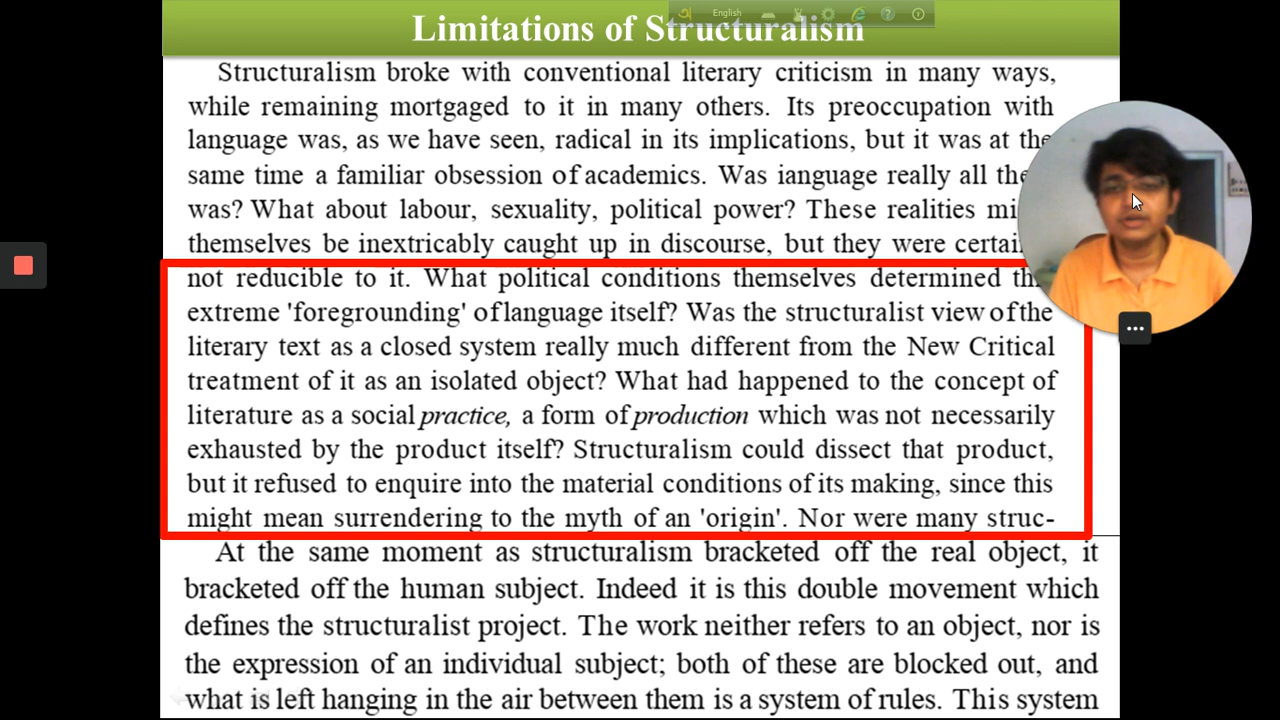 অ English
Limitations of Structuralism
Structuralism broke with conventional literary criticism in many ways,
while remaining mortgaged to it in many others. Its preoccupation with
language was, as we have seen, radical in its implications, but it was at the
same time a familiar obsession of academics. Was ianguage really all the
was? What about labour, sexuality, political power? These realities mi
themselves be inextricably caught up in discourse, but they were certai
not reducible to it. What political conditions themselves determined th
extreme 'foregrounding' of language itself? Was the structuralist view of the
literary text as a closed system really much different from the New Critical
treatment of it as an isolated object? What had happened to the concept of
literature as a social practice, a form of production which was not necessarily
exhausted by the product itself? Structuralism could dissect that product,
but it refused to enquire into the material conditions of its making, since this
might mean surrendering to the myth of an 'origin'. Nor were many struc-
At the same moment as structuralism bracketed off the real object, it
bracketed off the human subject. Indeed it is this double movement which
defines the structuralist project. The work neither refers to an object, nor is
the expression of an individual subject; both of these are blocked out, and
what is left hanging in the air between them is a system of rules. This system